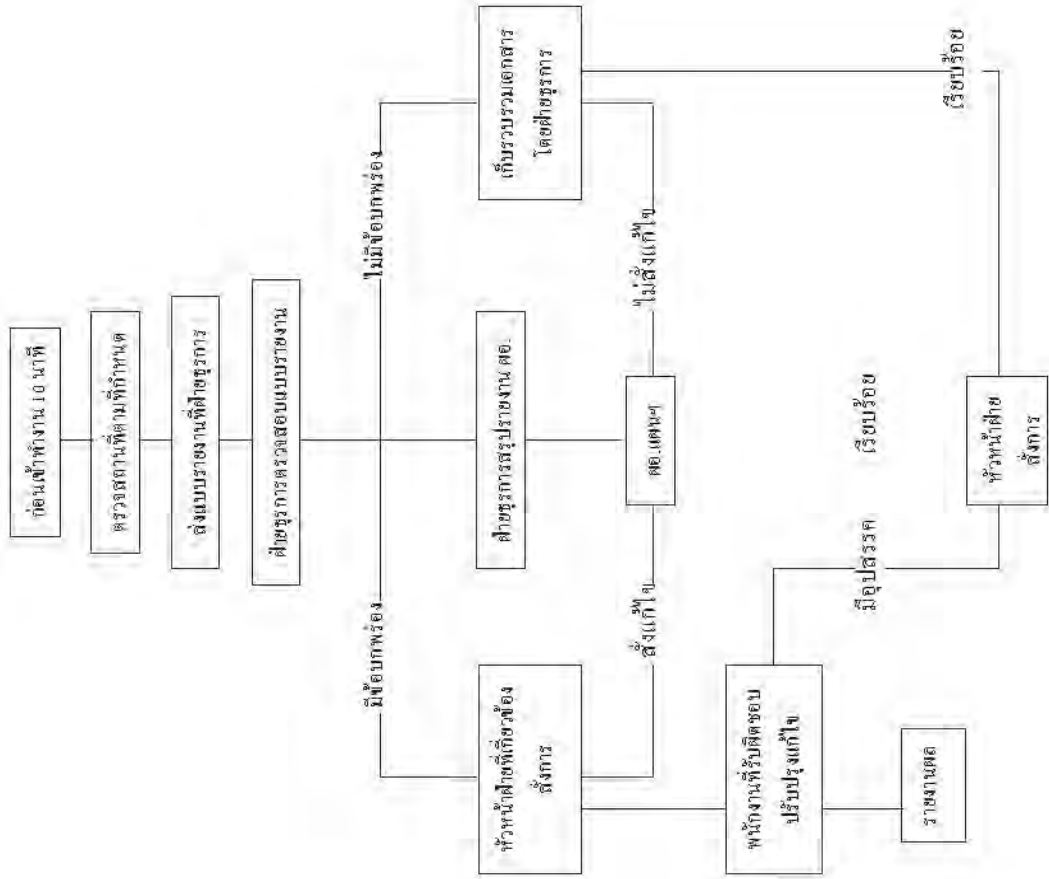 ก่อนเข้าทำงาน 10 นาที
ตรวจสถานที่ตามที่กำหนด
ส่งแบบรายงานที่ฝ่ายธุรการ
ฝ่ายธุรการตรวจสอบแบบรายงาน
มีข้อบกพร่อง
ไม่มีข้อบกพร่อง
หัวหน้าฝ่ายที่เกี่ยวข้อง
สั่งการ
ฝ่ายธุรการสรุปรายงาน ผอ.
เก็บรวบรวมเอกสาร
โดยฝ่ายธุรการ
สั่งแก้ไข
ผอ.แผนฯ
ไม่สั่งแก้ไข
พนักงานที่รับผิดชอบ
ปรับปรุงแก้ไข
มีอุปสรรค
เรียบร้อย
รายงานผล
หัวหน้าฝ่าย
สั่งการ
เรียบร้อย